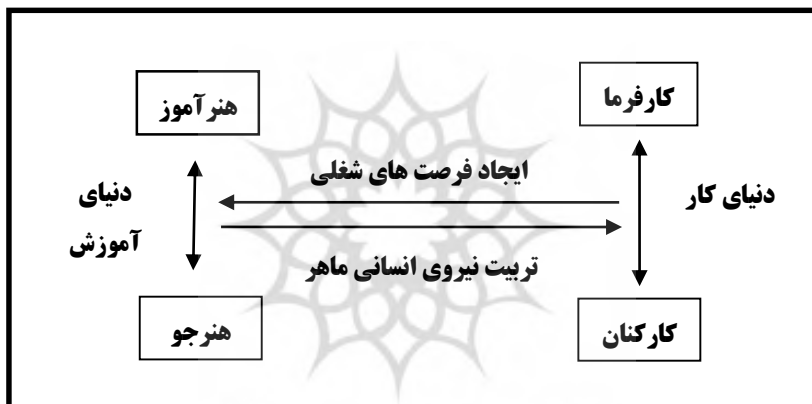 کارفرما
هنرآموز
ایجاد فرصت های شغلی
دنیای کار
دنیای
آموزش
تربیت نیروی انسانی ماهر
کارکنان
هنرجو